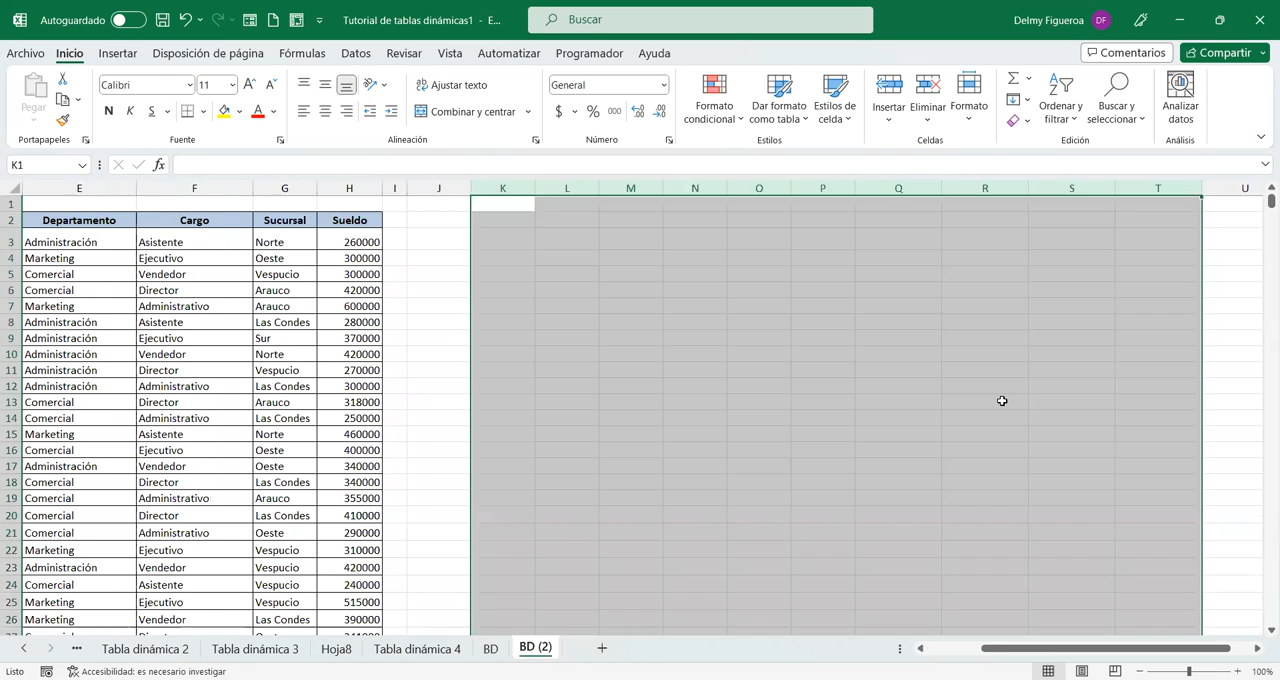 Autoguardado Tutorial de tablas dinámicas1 - E... Buscar Delmy Figueroa DF
Archivo Inicio Insertar Disposición de página Fórmulas Datos Revisar Vista Automatizar Programador Ayuda Comentarios Compartir
Pegar Calibri 11 Ajustar texto General Formato condicional Dar formato como tabla Estilos de celda Insertar Eliminar Formato Ordenar y filtrar Buscar y seleccionar Analizar datos
N K S Combinar y centrar $ % 000
Portapapeles Fuente Alineación Número Estilos Celdas Edición Análisis
K1 fx
E F G H I J K L M N O P Q R S T U
1
2 Departamento Cargo Sucursal Sueldo
3 Administración Asistente Norte 260000
4 Marketing Ejecutivo Oeste 300000
5 Comercial Vendedor Vespucio 300000
6 Comercial Director Arauco 420000
7 Marketing Administrativo Arauco 600000
8 Administración Asistente Las Condes 280000
9 Administración Ejecutivo Sur 370000
10 Administración Vendedor Norte 420000
11 Administración Director Vespucio 270000
12 Administración Administrativo Las Condes 300000
13 Comercial Director Arauco 318000
14 Comercial Administrativo Las Condes 250000
15 Marketing Asistente Norte 460000
16 Comercial Ejecutivo Oeste 400000
17 Administración Vendedor Oeste 340000
18 Comercial Director Las Condes 340000
19 Comercial Administrativo Arauco 355000
20 Comercial Director Las Condes 410000
21 Comercial Administrativo Oeste 290000
22 Marketing Ejecutivo Vespucio 310000
23 Administración Vendedor Vespucio 420000
24 Comercial Asistente Vespucio 240000
25 Marketing Ejecutivo Vespucio 515000
26 Marketing Vendedor Las Condes 390000
... Tabla dinámica 2 Tabla dinámica 3 Hoja8 Tabla dinámica 4 BD BD (2)
Listo Accesibilidad: es necesario investigar 100%